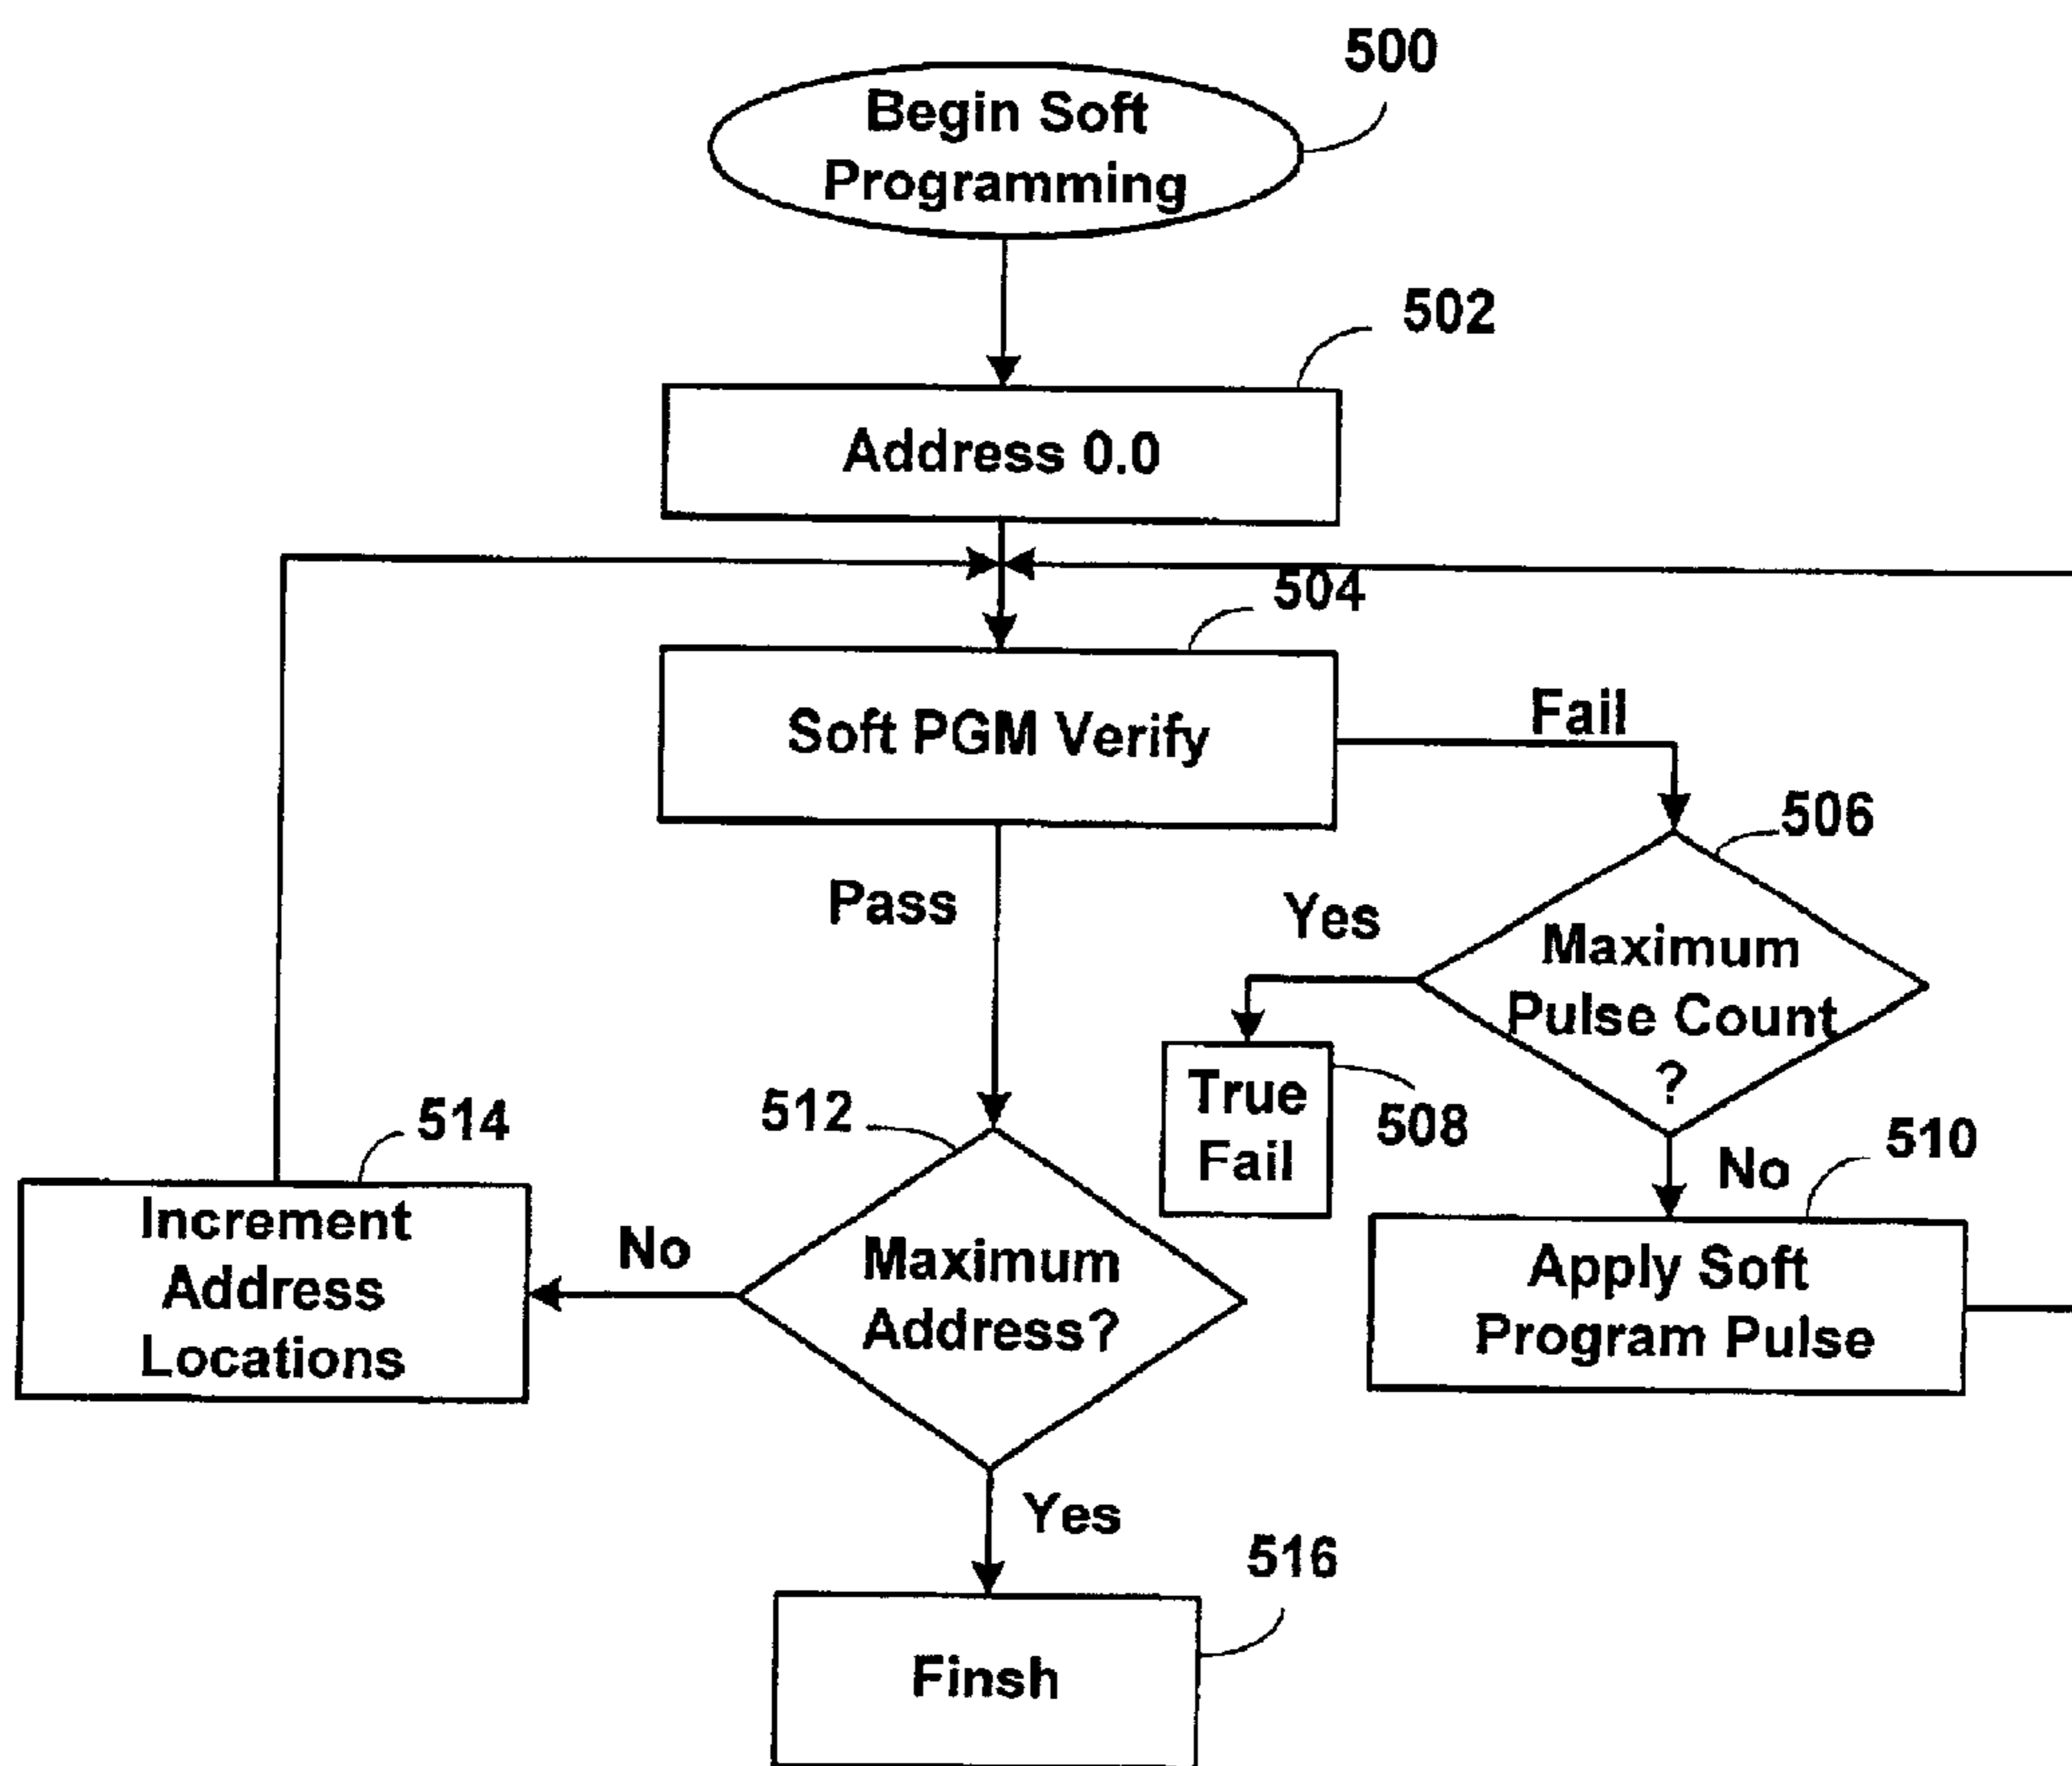 500
Begin Soft
Programming
502
Address 0.0
504
Soft PGM Verify
Fail
506
Pass
Yes
Maximum
Pulse Count
?
True
Fail
508
512
514
510
No
Increment
Address
Locations
No
Maximum
Address?
Apply Soft
Program Pulse
Yes
516
Finsh